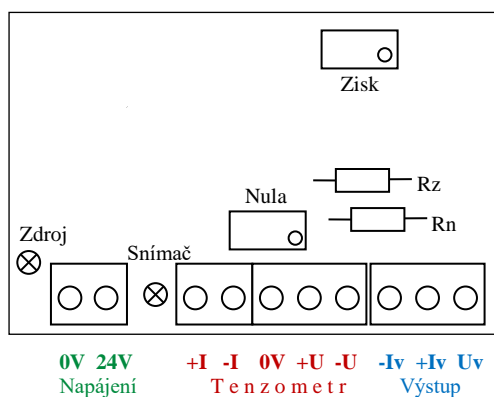 Zisk
Rz
Nula
Rn
Zdroj
Snímač
0V 24V +I -I 0V +U -U -Iv +Iv Uv
Napájení Tenzometr Výstup